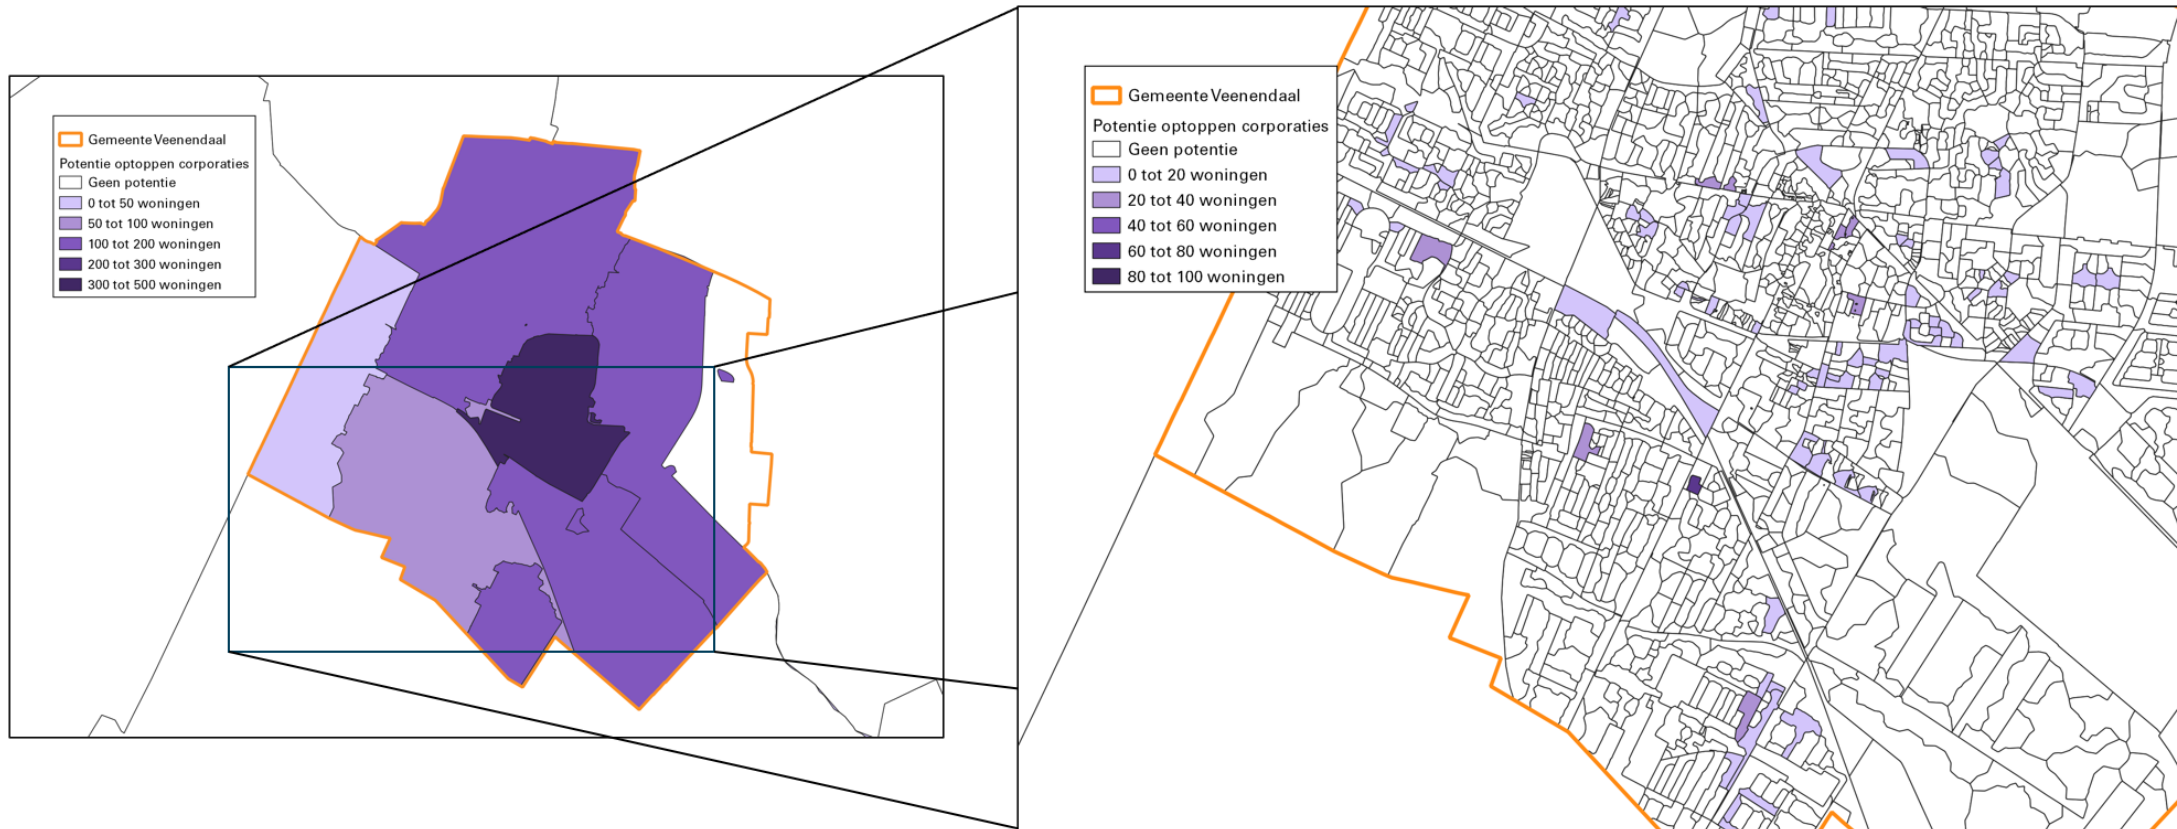 Gemeente Veenendaal
Potentie optoppen corporaties
Geen potentie
0 tot 50 woningen
50 tot 100 woningen
100 tot 200 woningen
200 tot 300 woningen
300 tot 500 woningen
Gemeente Veenendaal
Potentie optoppen corporaties
Geen potentie
0 tot 20 woningen
20 tot 40 woningen
40 tot 60 woningen
60 tot 80 woningen
80 tot 100 woningen